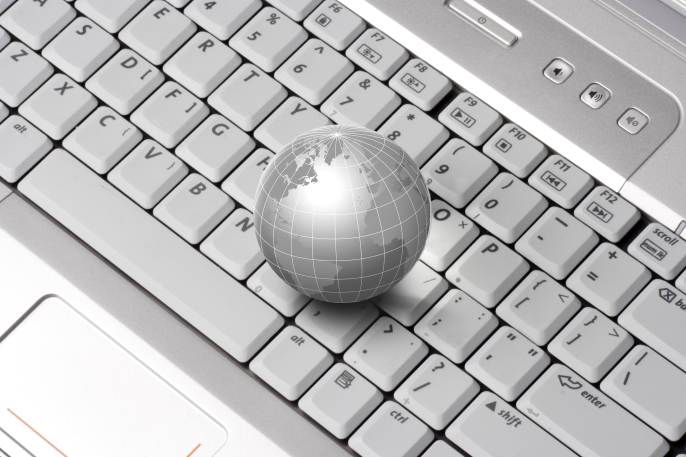 F6 F7 F8 F9 F10 F11 F12 scroll
4 % 5 ^ 6 & 7 * 8 ( 9 ) 0 _ - + =
E R T Y O P { [ < } ] > | \
A S D [ F ] G : ; " ' enter
Z X C V B N > . ? / shift
alt alt ctrl